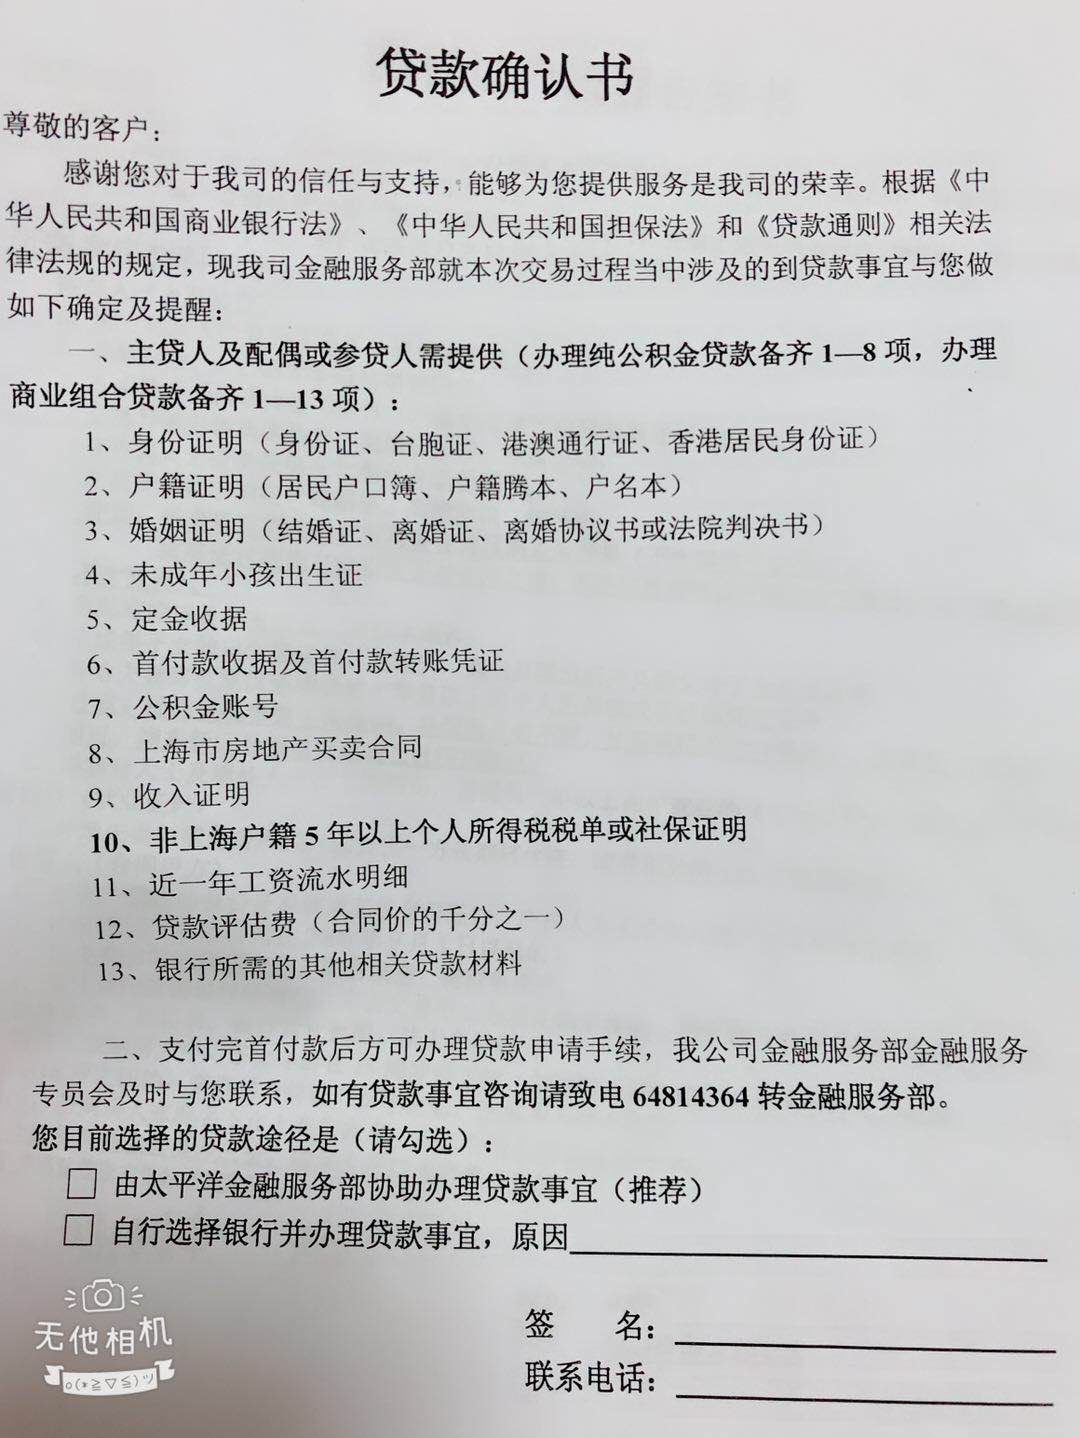 贷款确认书
尊敬的客户：
感谢您对于我司的信任与支持，能够为您提供服务是我司的荣幸。根据《中
华人民共和国商业银行法》、《中华人民共和国担保法》和《贷款通则》相关法
律法规的规定，现我司金融服务部就本次交易过程当中涉及的到贷款事宜与您做
如下确定及提醒：
一、主贷人及配偶或参贷人需提供（办理纯公积金贷款备齐 1—8 项，办理
商业组合贷款备齐 1—13 项）：
1、身份证明（身份证、台胞证、港澳通行证、香港居民身份证）
2、户籍证明（居民户口簿、户籍腾本、户名本）
3、婚姻证明（结婚证、离婚证、离婚协议书或法院判决书）
4、未成年小孩出生证
5、定金收据
6、首付款收据及首付款转账凭证
7、公积金账号
8、上海市房地产买卖合同
9、收入证明
10、非上海户籍 5 年以上个人所得税税单或社保证明
11、近一年工资流水明细
12、贷款评估费（合同价的千分之一）
13、银行所需的其他相关贷款材料
二、支付完首付款后方可办理贷款申请手续，我公司金融服务部金融服务
专员会及时与您联系，如有贷款事宜咨询请致电 64814364 转金融服务部。
您目前选择的贷款途径是（请勾选）：
□ 由太平洋金融服务部协助办理贷款事宜（推荐）
□ 自行选择银行并办理贷款事宜，原因
签 名：
联系电话：
无他相机
o(*≧▽≦)ツ